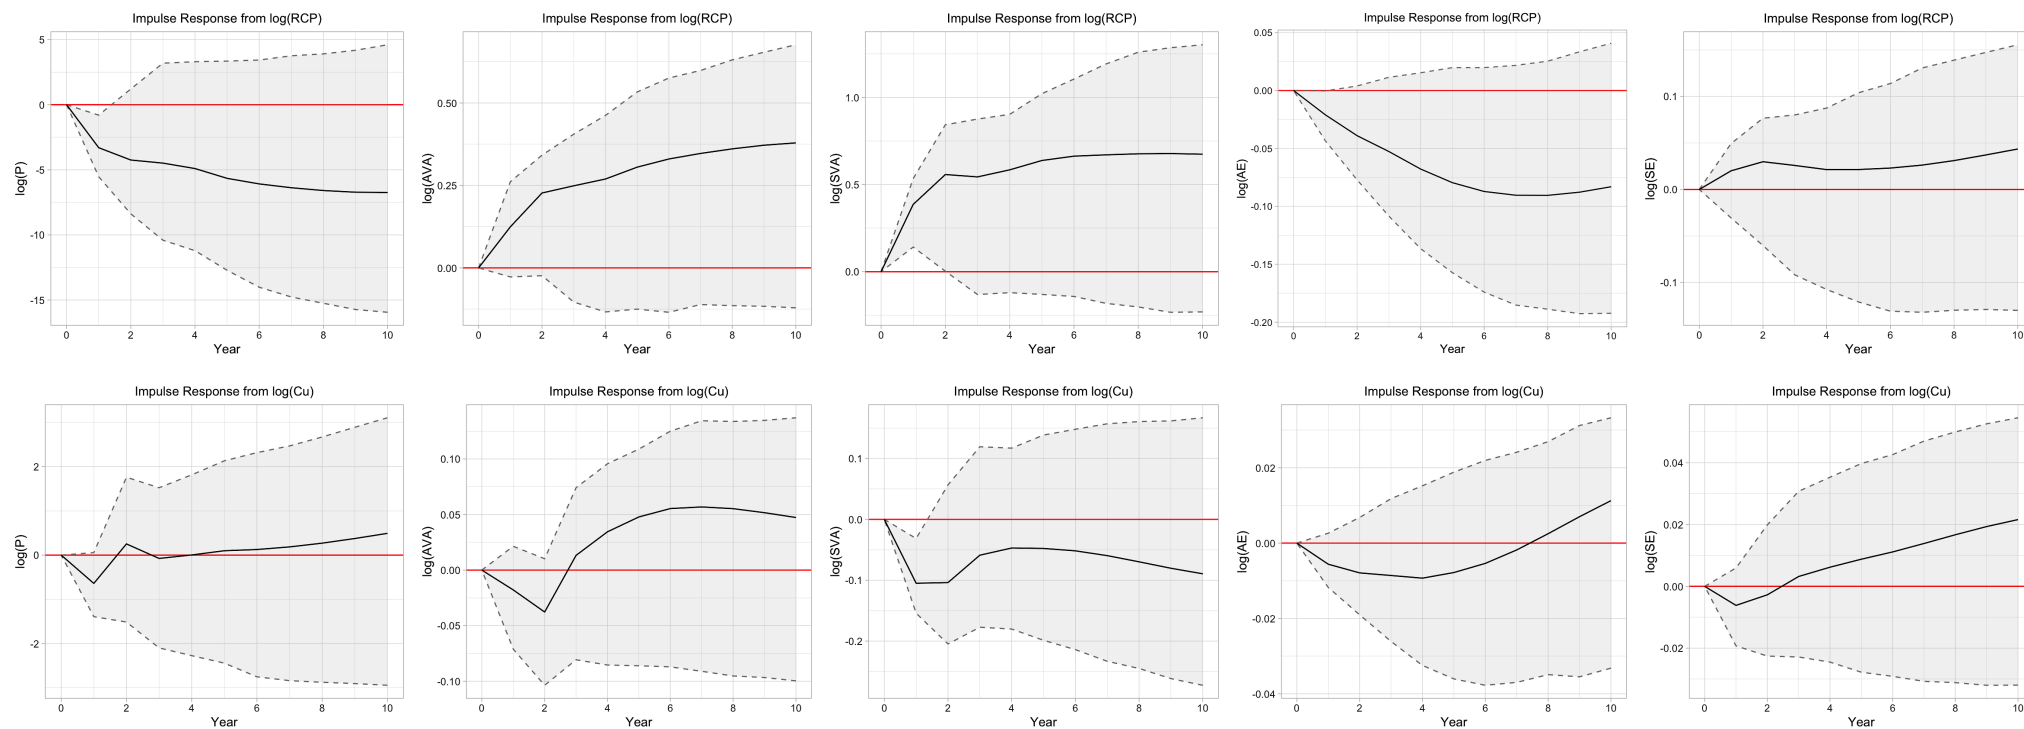 Impulse Response from log(RCP)
5
0
-5
-10
-15
log(P)
0 2 4 6 8 10
Year
Impulse Response from log(RCP)
0.50
0.25
0.00
log(AVA)
0 2 4 6 8 10
Year
Impulse Response from log(RCP)
1.0
0.5
0.0
log(SVA)
0 2 4 6 8 10
Year
Impulse Response from log(RCP)
0.05
0.00
-0.05
-0.10
-0.15
-0.20
log(AE)
0 2 4 6 8 10
Year
Impulse Response from log(RCP)
0.1
0.0
-0.1
log(SE)
0 2 4 6 8 10
Year
Impulse Response from log(Cu)
2
0
-2
log(P)
0 2 4 6 8 10
Year
Impulse Response from log(Cu)
0.10
0.05
0.00
-0.05
-0.10
log(AVA)
0 2 4 6 8 10
Year
Impulse Response from log(Cu)
0.1
0.0
-0.1
-0.2
log(SVA)
0 2 4 6 8 10
Year
Impulse Response from log(Cu)
0.02
0.00
-0.02
-0.04
log(AE)
0 2 4 6 8 10
Year
Impulse Response from log(Cu)
0.04
0.02
0.00
-0.02
log(SE)
0 2 4 6 8 10
Year